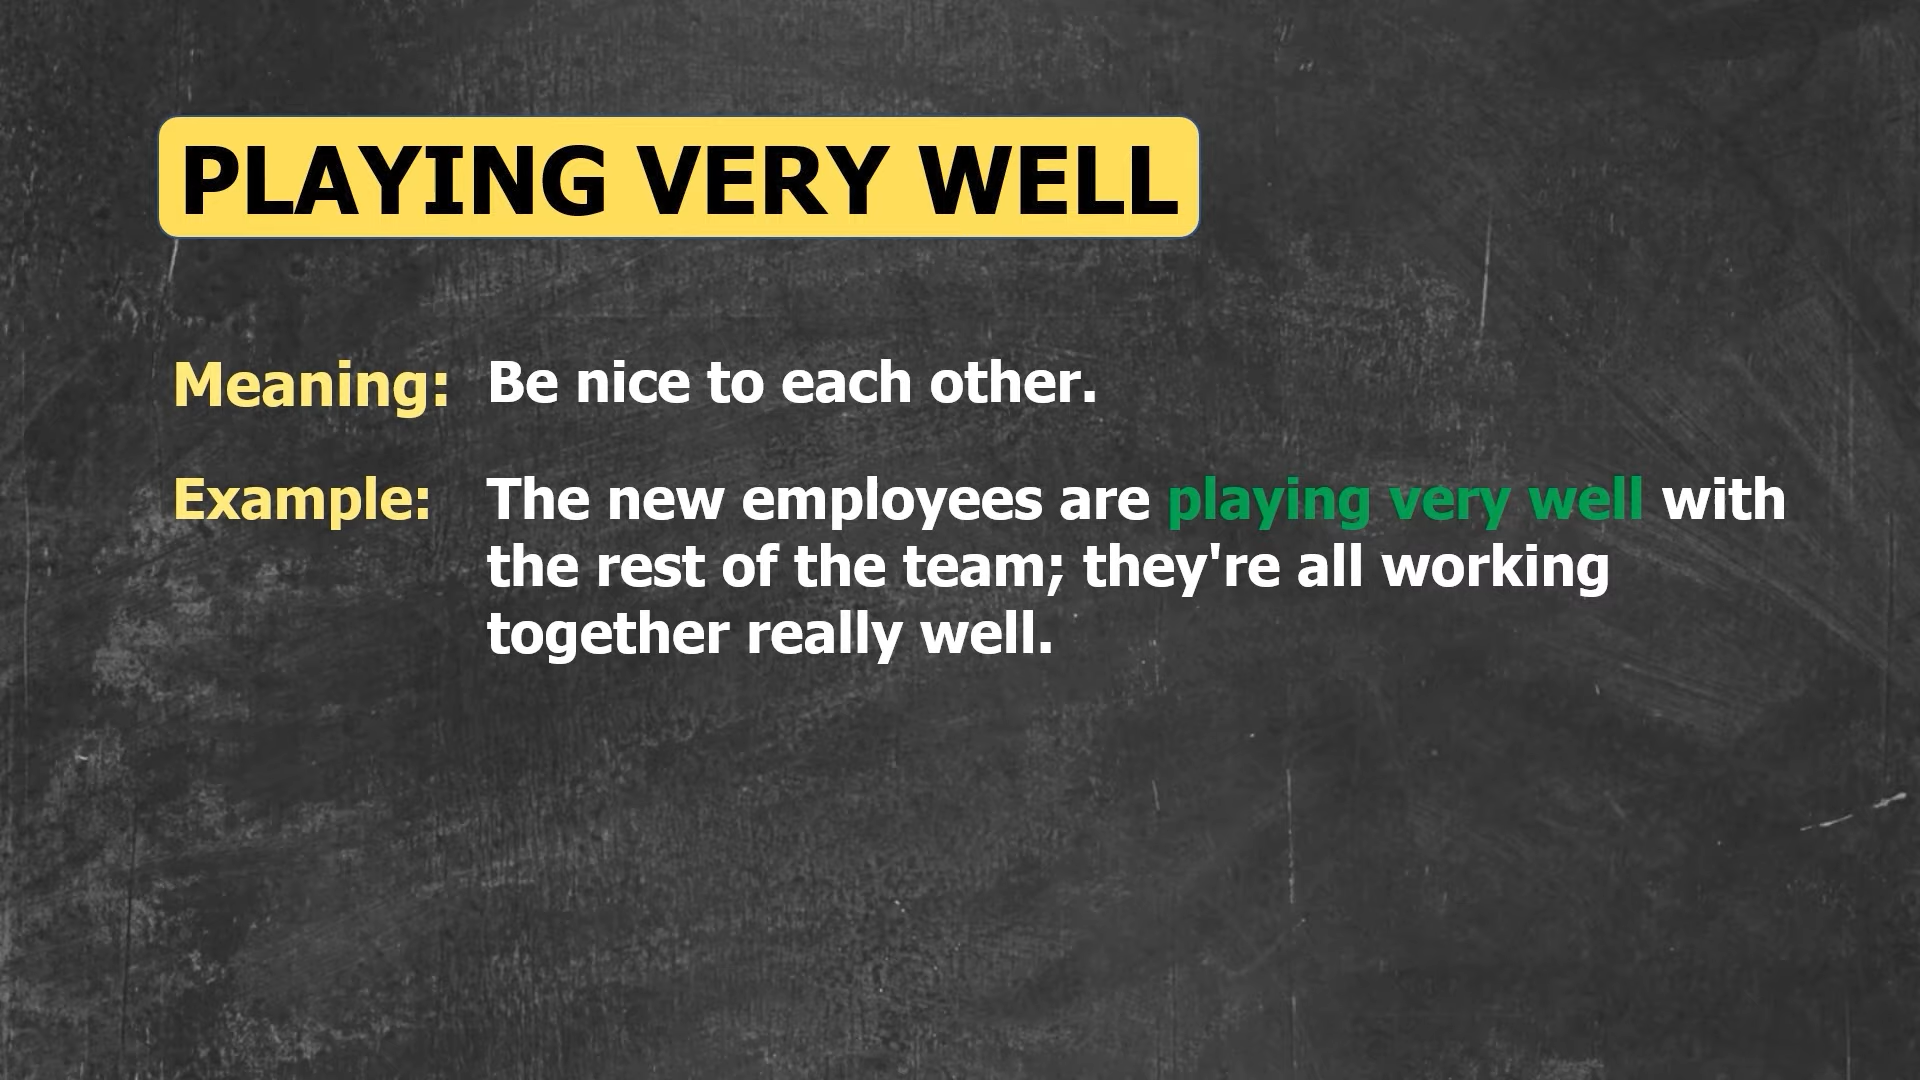 PLAYING VERY WELL
Meaning: Be nice to each other.
Example: The new employees are playing very well with
the rest of the team; they're all working
together really well.